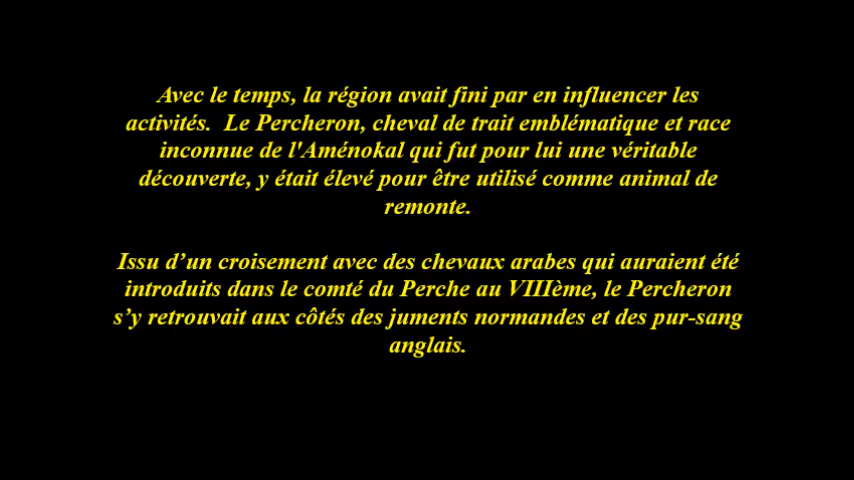 Avec le temps, la région avait fini par en influencer les
activités.  Le Percheron, cheval de trait emblématique et race
inconnue de l'Aménokal qui fut pour lui une véritable
découverte, y était élevé pour être utilisé comme animal de
remonte.
Issu d’un croisement avec des chevaux arabes qui auraient été
introduits dans le comté du Perche au VIIIème, le Percheron
s’y retrouvait aux côtés des juments normandes et des pur-sang
anglais.